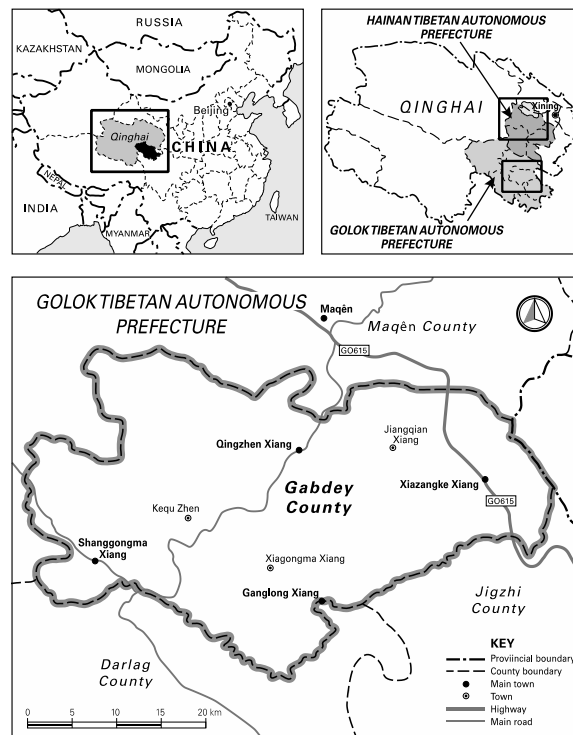 RUSSIA
KAZAKHSTAN
MONGOLIA
Beijing
Qinghai
CHINA
NEPAL
INDIA
MYANMAR
TAIWAN
HAINAN TIBETAN AUTONOMOUS
PREFECTURE
QINGHAI
Xining
GOLOK TIBETAN AUTONOMOUS
PREFECTURE
GOLOK TIBETAN AUTONOMOUS
PREFECTURE
Maqên
Maqên County
GO615
Jiangqian
Xiang
Qingzhen Xiang
Xiazangke Xiang
Gabdey
County
GO615
Kequ Zhen
Shanggongma
Xiang
Xiagongma Xiang
Ganglong Xiang
Jigzhi
County
Darlag
County
KEY
Proviincial boundary
County boundary
Main town
Town
Highway
Main road
0 5 10 15 20 km